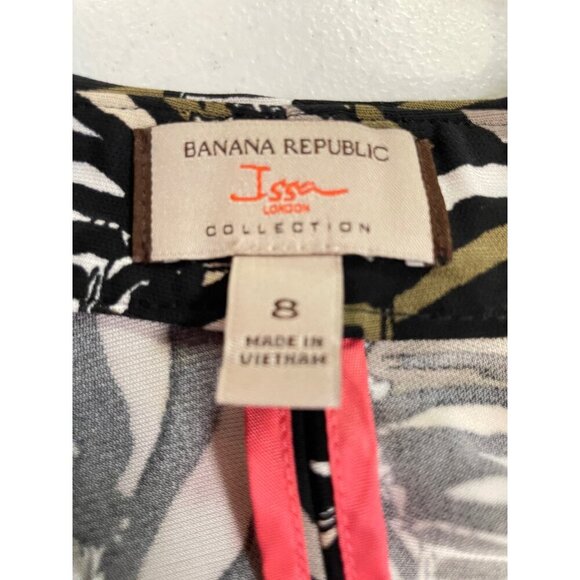 BANANA REPUBLIC
Issa
LONDON
COLLECTION
8
MADE IN
VIETNAM